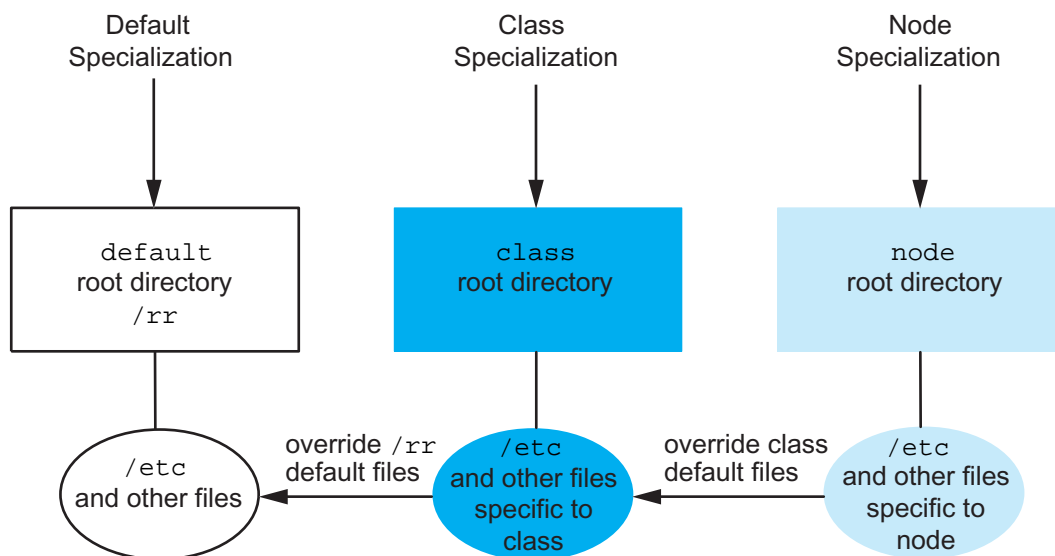 Default
Specialization
Class
Specialization
Node
Specialization
default
root directory
/rr
class
root directory
node
root directory
/etc
and other files
override /rr
default files
/etc
and other files
specific to
class
override class
default files
/etc
and other files
specific to
node